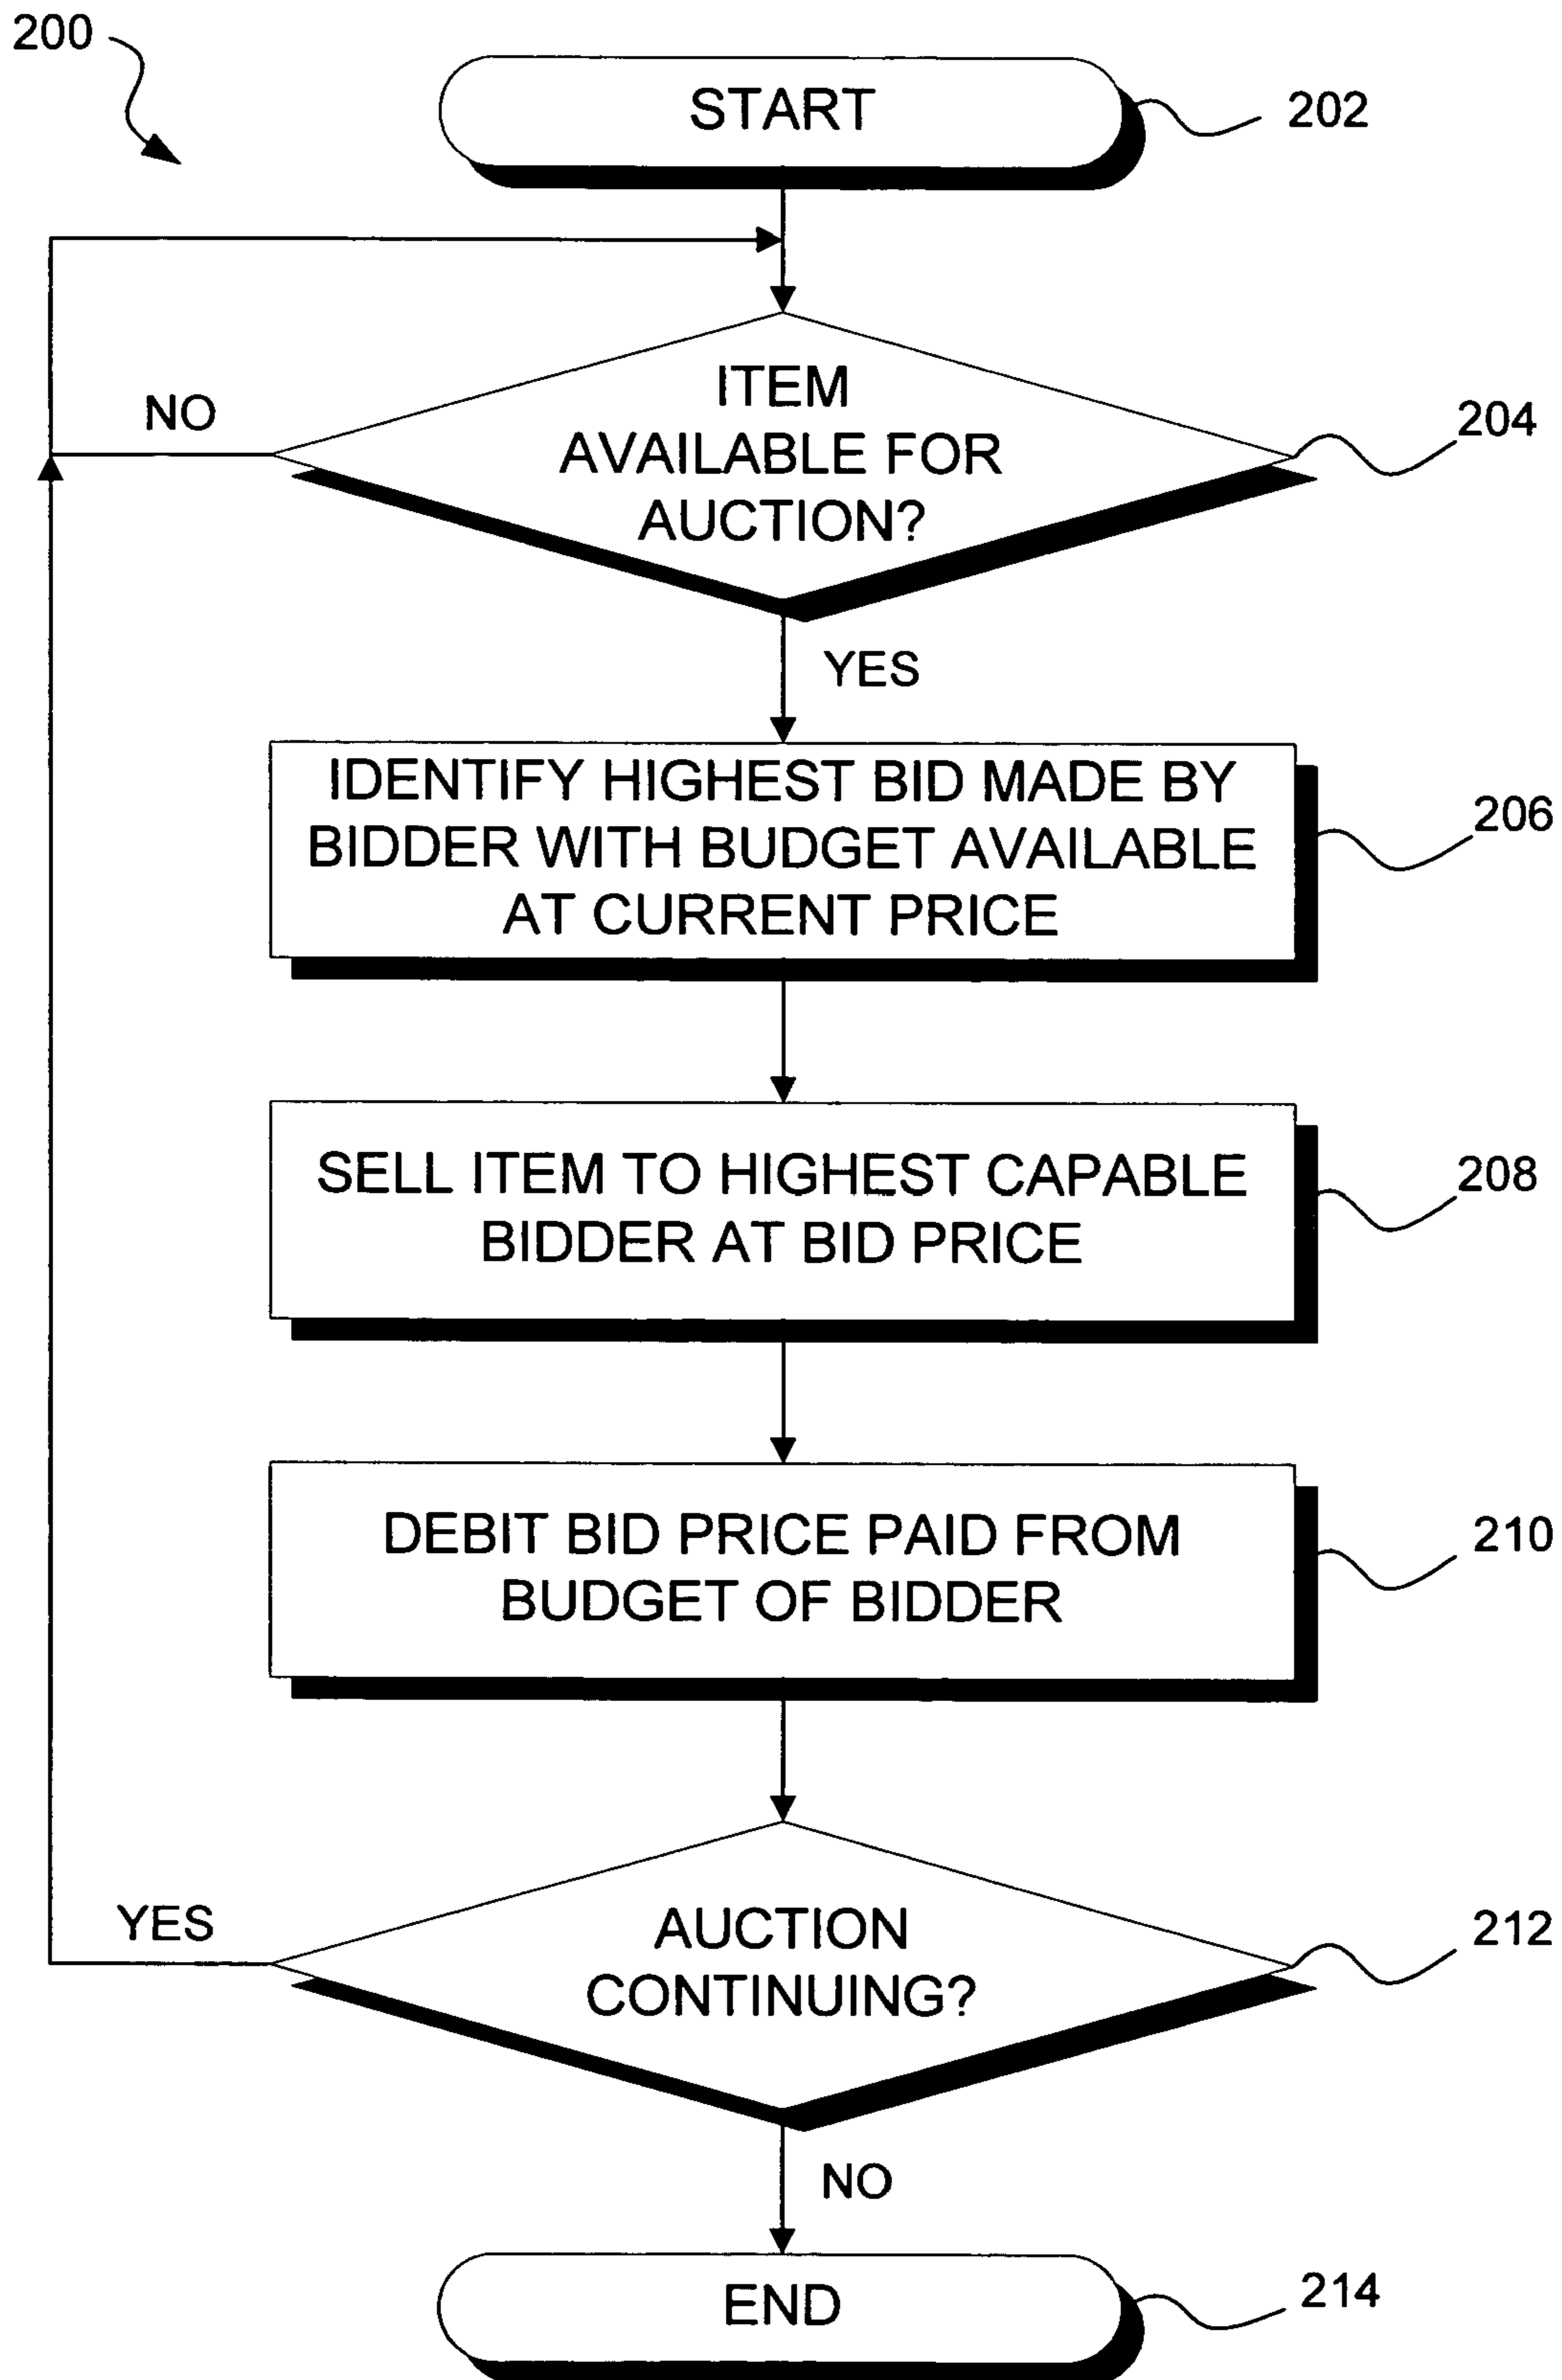 200
START
202
ITEM
AVAILABLE FOR
AUCTION?
NO
204
YES
IDENTIFY HIGHEST BID MADE BY
BIDDER WITH BUDGET AVAILABLE
AT CURRENT PRICE
206
SELL ITEM TO HIGHEST CAPABLE
BIDDER AT BID PRICE
208
DEBIT BID PRICE PAID FROM
BUDGET OF BIDDER
210
YES
AUCTION
CONTINUING?
212
NO
END
214